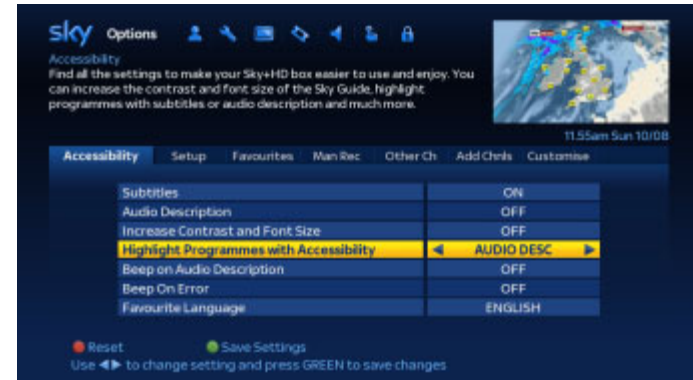 sky Options
Accessibility
Find all the settings to make your Sky+HD box easier to use and enjoy. You
can increase the contrast and font size of the Sky Guide, highlight
programmes with subtitles or audio description and much more.
11.55am Sun 10/08
Accessibility Setup Favourites Man Rec Other Ch Add Chnls Customise
Subtitles ON
Audio Description OFF
Increase Contrast and Font Size OFF
Highlight Programmes with Accessibility AUDIO DESC
Beep on Audio Description OFF
Beep On Error OFF
Favourite Language ENGLISH
Reset Save Settings
Use ◀▶ to change setting and press GREEN to save changes